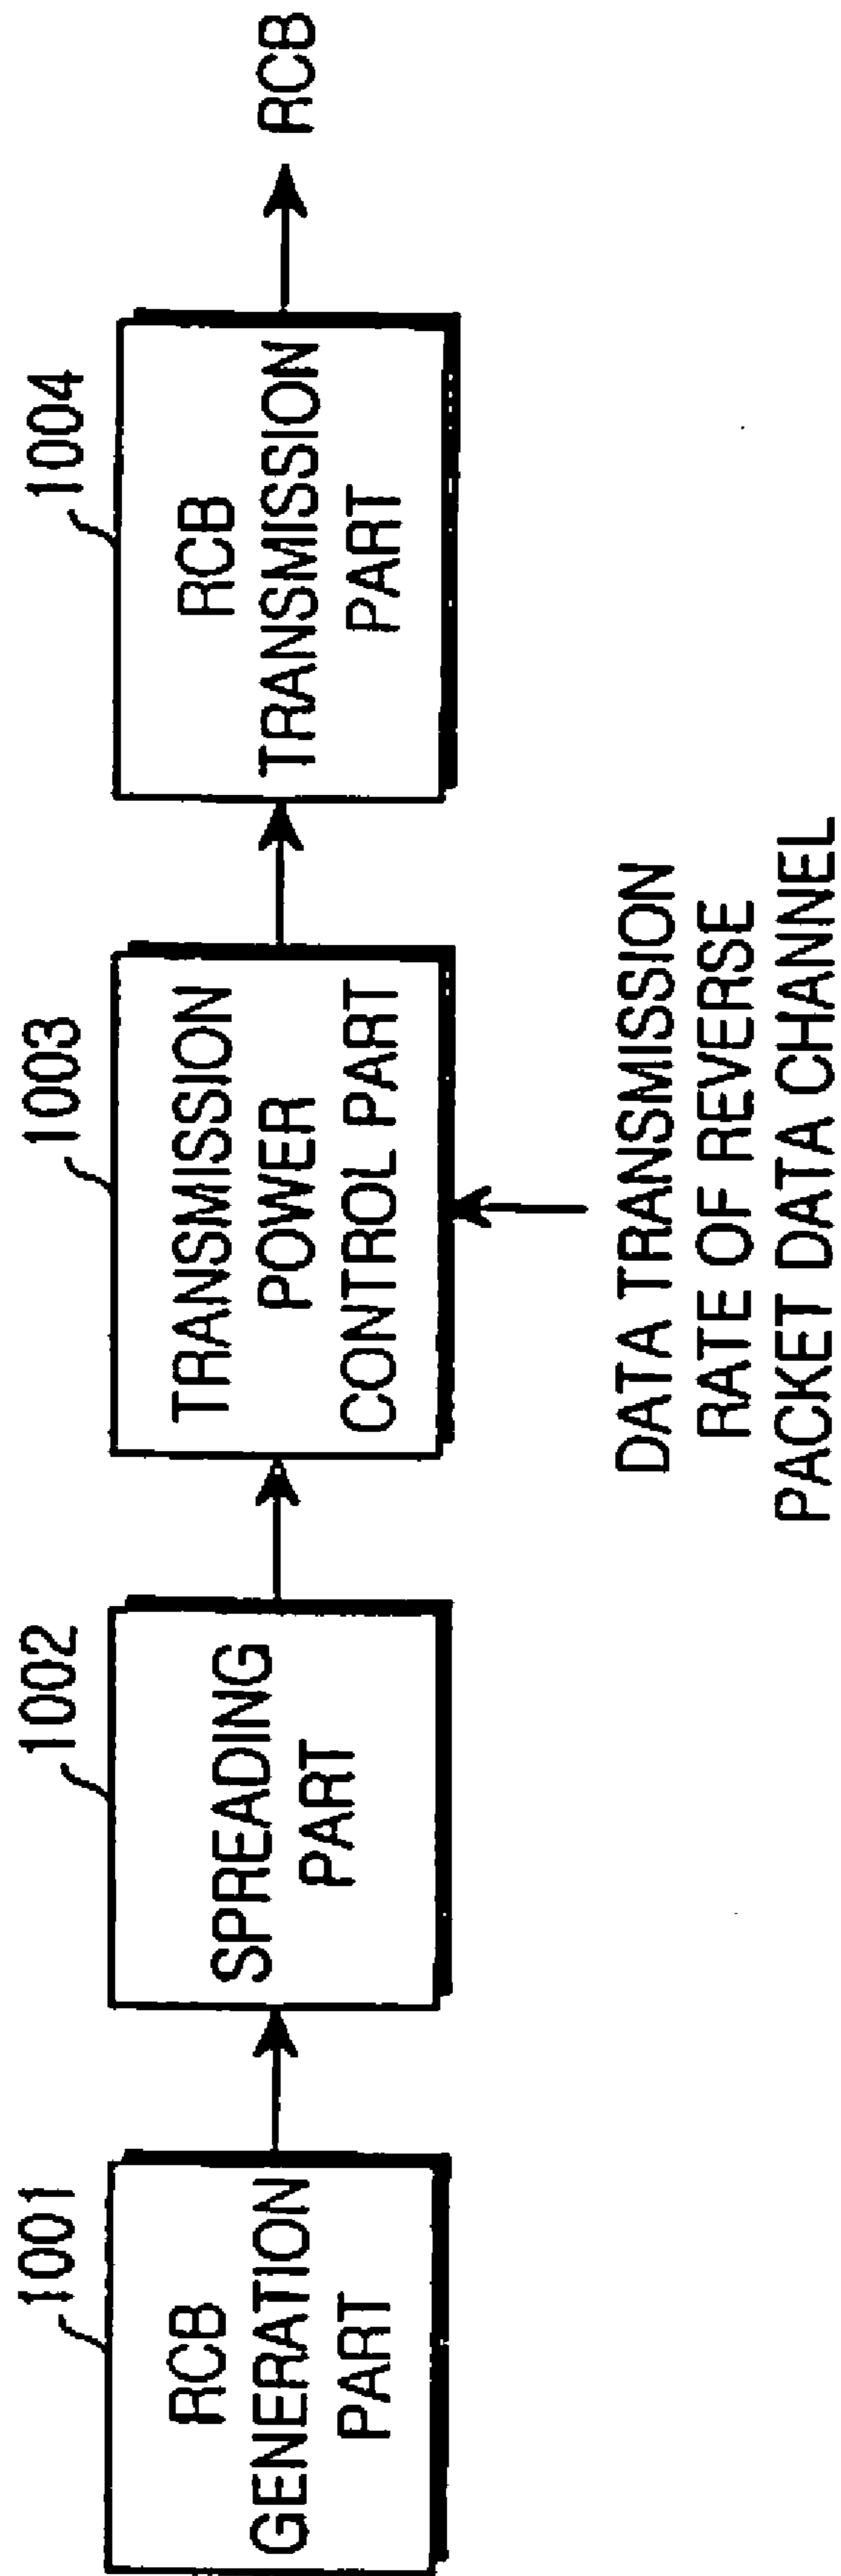 1001
RCB
GENERATION
PART
1002
SPREADING
PART
1003
TRANSMISSION
POWER
CONTROL PART
1004
RCB
TRANSMISSION
PART
RCB
DATA TRANSMISSION
RATE OF REVERSE
PACKET DATA CHANNEL